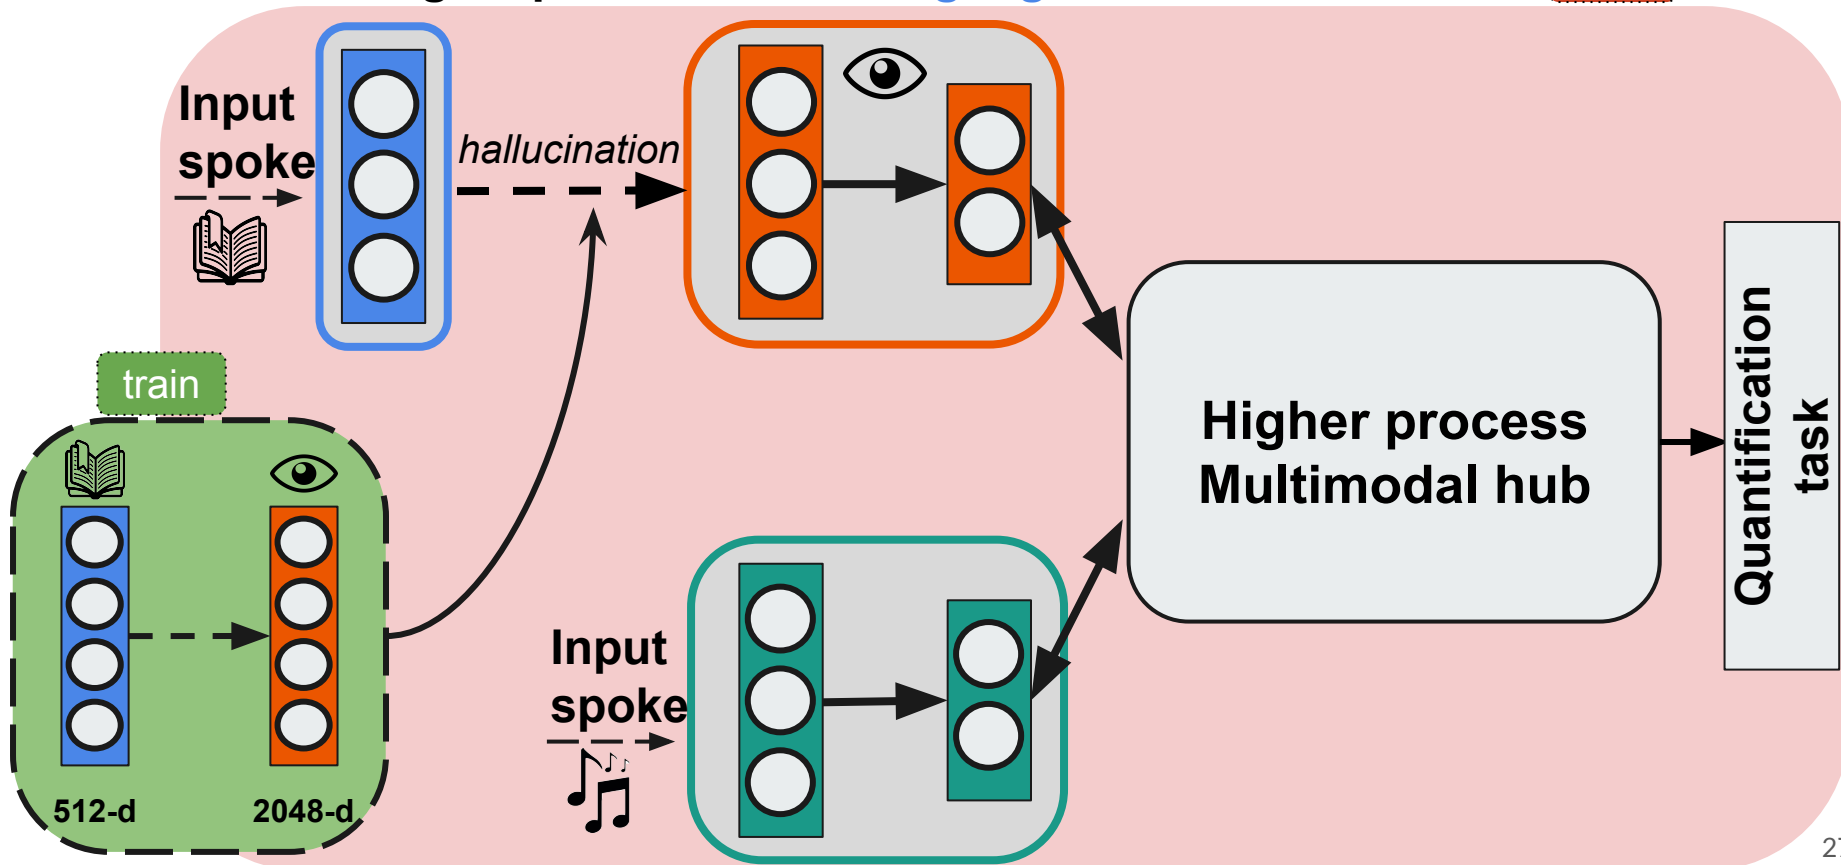 Input
spoke
hallucination
train
512-d
2048-d
Input
spoke
Higher process
Multimodal hub
Quantification
task